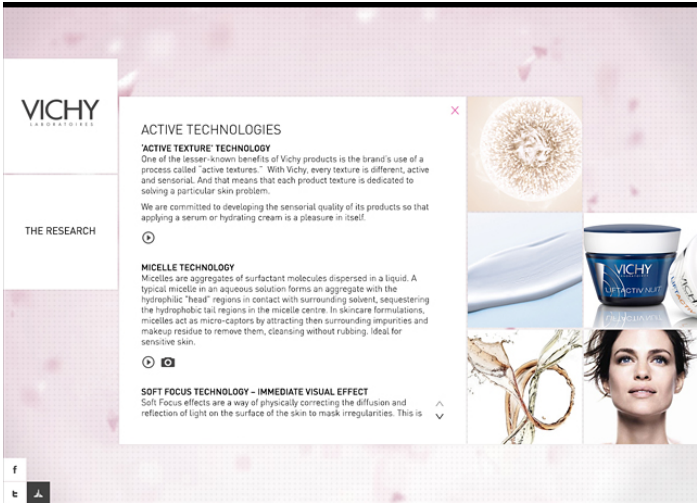 VICHY
LABORATOIRES
THE RESEARCH
ACTIVE TECHNOLOGIES
'ACTIVE TEXTURE' TECHNOLOGY
One of the lesser-known benefits of Vichy products is the brand's use of a
process called "active textures." With Vichy, every texture is different, active
and sensorial. And that means that each product texture is dedicated to
solving a particular skin problem.
We are committed to developing the sensorial quality of its products so that
applying a serum or hydrating cream is a pleasure in itself.
MICELLE TECHNOLOGY
Micelles are aggregates of surfactant molecules dispersed in a liquid. A
typical micelle in an aqueous solution forms an aggregate with the
hydrophilic "head" regions in contact with surrounding solvent, sequestering
the hydrophobic tail regions in the micelle centre. In skincare formulations,
micelles act as micro-captors by attracting then surrounding impurities and
makeup residue to remove them, cleansing without rubbing. Ideal for
sensitive skin.
SOFT FOCUS TECHNOLOGY – IMMEDIATE VISUAL EFFECT
Soft Focus effects are a way of physically correcting the diffusion and
reflection of light on the surface of the skin to mask irregularities. This is
VICHY
LIFTACTIV NUIT
f
t